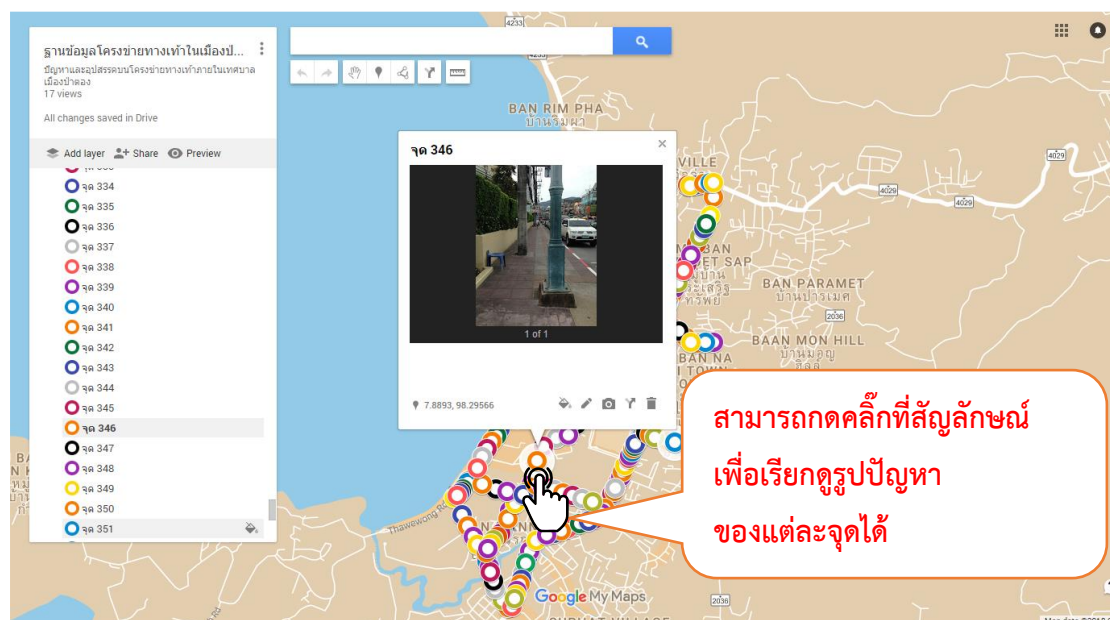 ฐานข้อมูลโครงข่ายทางเท้าในเมืองป่...
ปัญหาและอุปสรรคบนโครงข่ายทางเท้าภายในเทศบาล
เมืองป่าตอง
17 views
All changes saved in Drive
Add layer
Share
Preview
จุด 334
จุด 335
จุด 336
จุด 337
จุด 338
จุด 339
จุด 340
จุด 341
จุด 342
จุด 343
จุด 344
จุด 345
จุด 346
จุด 347
จุด 348
จุด 349
จุด 350
จุด 351
4233
BAN RIM PHA
บ้านริมผา
จุด 346
1 of 1
7.8893, 98.29566
VILLE
4029
4029
4029
BAN PARAMET
บ้านปารเมศ
2036
BAAN MON HILL
บ้านมอญ
ฮิลล์
BAN NA
สามารถกดคลิ๊กที่สัญลักษณ์
เพื่อเรียกดูรูปปัญหา
ของแต่ละจุดได้
Thawewong
Google My Maps
2036